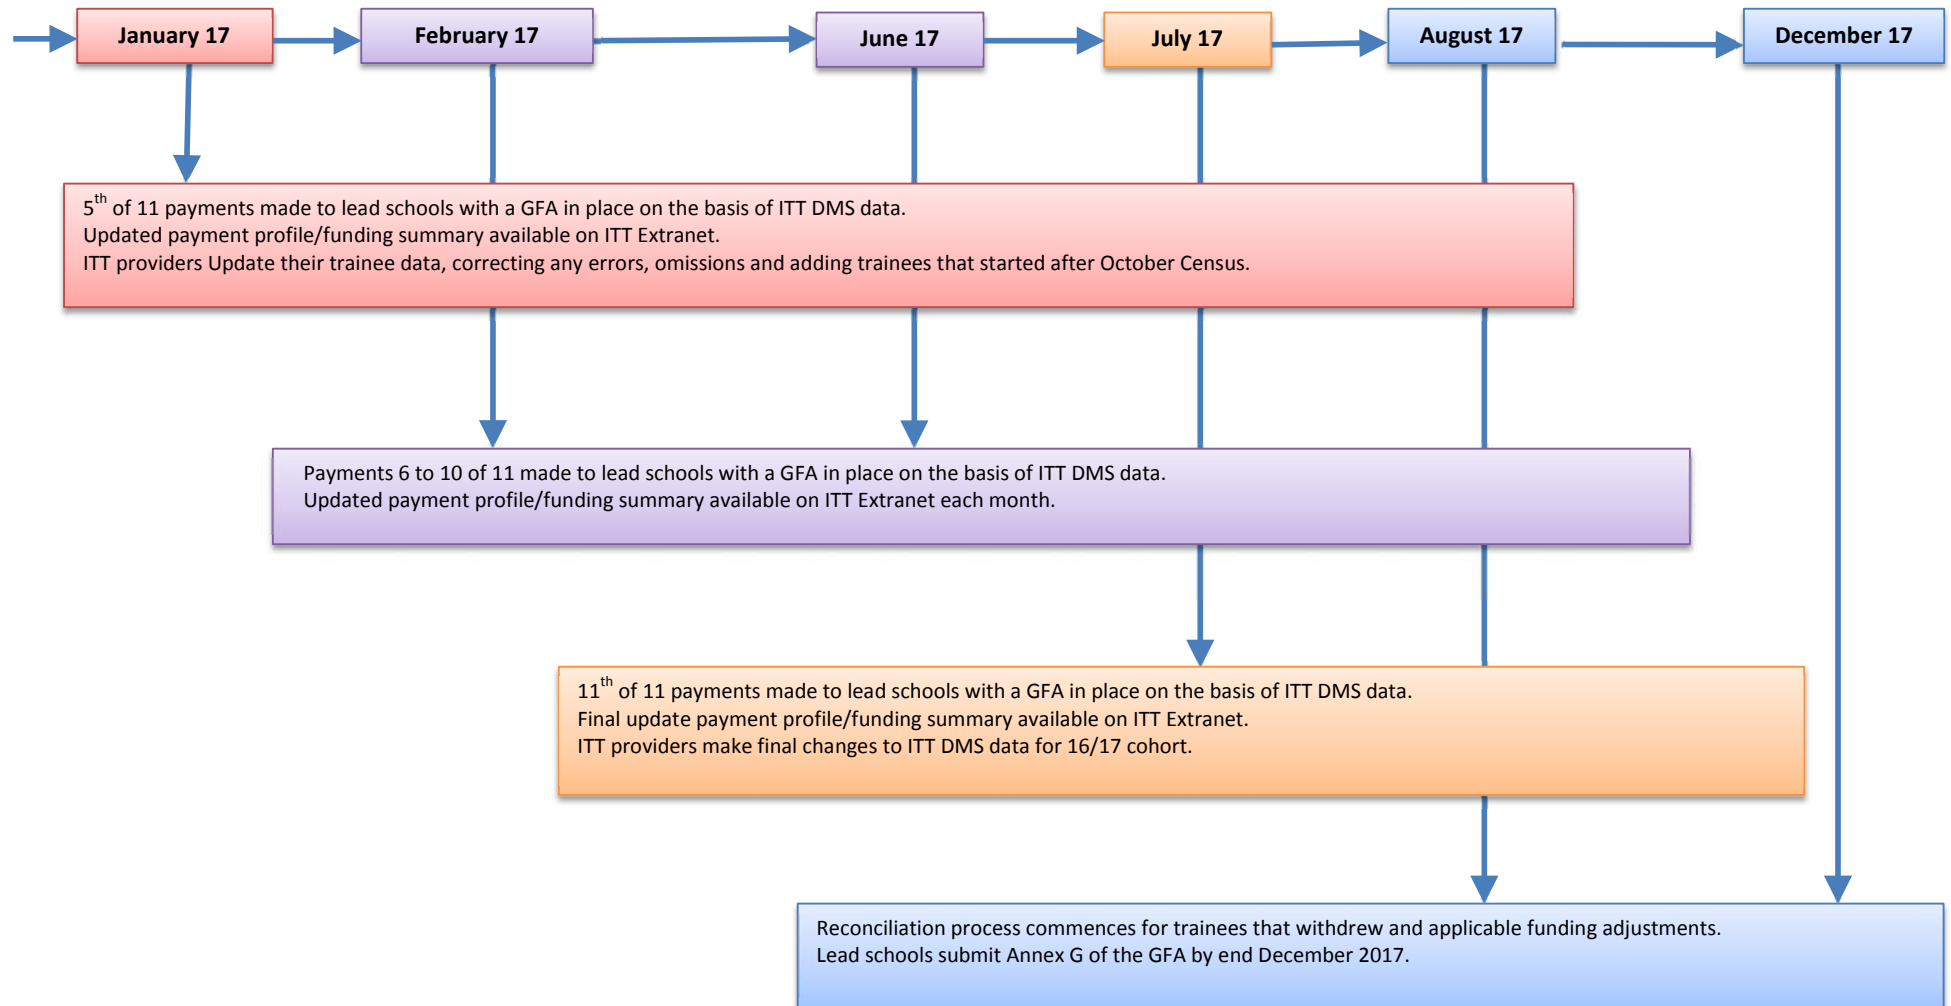 January 17
February 17
June 17
July 17
August 17
December 17
5th of 11 payments made to lead schools with a GFA in place on the basis of ITT DMS data.
Updated payment profile/funding summary available on ITT Extranet.
ITT providers Update their trainee data, correcting any errors, omissions and adding trainees that started after October Census.
Payments 6 to 10 of 11 made to lead schools with a GFA in place on the basis of ITT DMS data.
Updated payment profile/funding summary available on ITT Extranet each month.
11th of 11 payments made to lead schools with a GFA in place on the basis of ITT DMS data.
Final update payment profile/funding summary available on ITT Extranet.
ITT providers make final changes to ITT DMS data for 16/17 cohort.
Reconciliation process commences for trainees that withdrew and applicable funding adjustments.
Lead schools submit Annex G of the GFA by end December 2017.